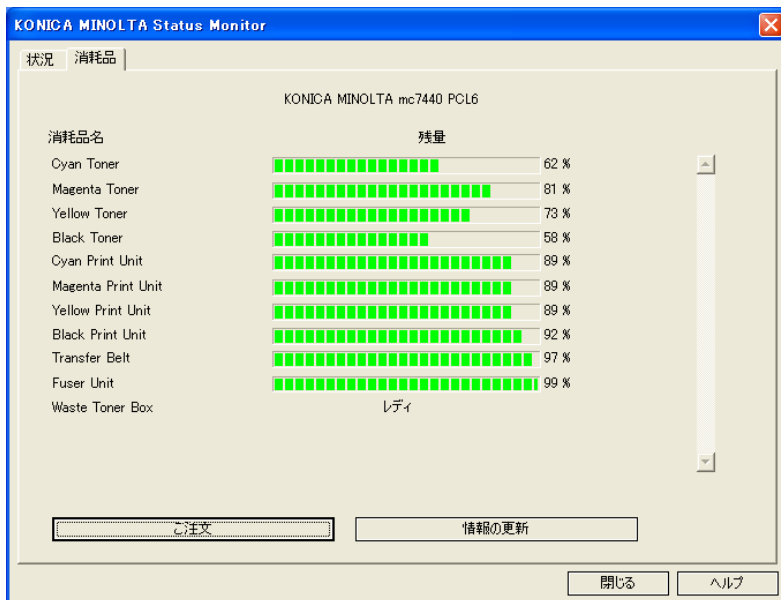 KONICA MINOLTA Status Monitor
状況 消耗品
KONICA MINOLTA mc7440 PCL6
消耗品名 残量
Cyan Toner 62 %
Magenta Toner 81 %
Yellow Toner 73 %
Black Toner 58 %
Cyan Print Unit 89 %
Magenta Print Unit 89 %
Yellow Print Unit 89 %
Black Print Unit 92 %
Transfer Belt 97 %
Fuser Unit 99 %
Waste Toner Box レディ
ご注文 情報の更新
閉じる ヘルプ